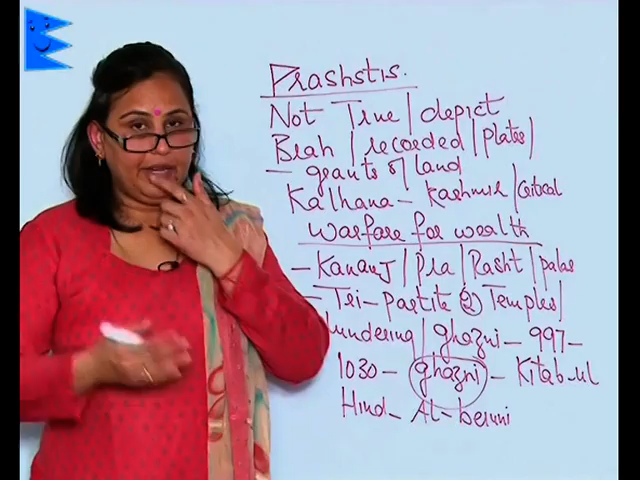 Prashstis.
Not True | depict
Brah | recorded | plates |
- grants of land
Kalhana - Kashmir | Critical
warfare for wealth
- Kanauj | Pra | Rasht | palas
- Tri-partite Temples |
lundering | ghazni - 997-
1030 - ghazni - Kitab-ul
Hind - Al-beruni